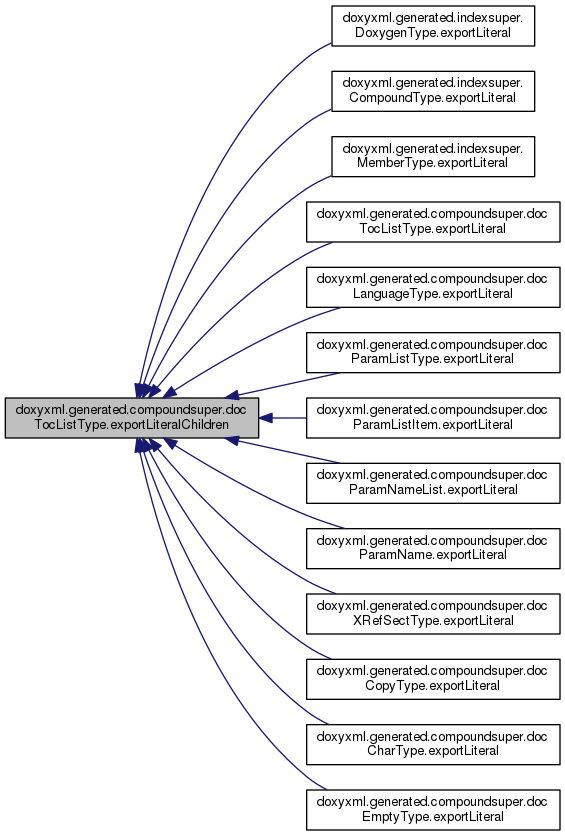 doxyxml.generated.indexsuper.
DoxygenType.exportLiteral
doxyxml.generated.indexsuper.
CompoundType.exportLiteral
doxyxml.generated.indexsuper.
MemberType.exportLiteral
doxyxml.generated.compoundsuper.doc
TocListType.exportLiteral
doxyxml.generated.compoundsuper.doc
LanguageType.exportLiteral
doxyxml.generated.compoundsuper.doc
ParamListType.exportLiteral
doxyxml.generated.compoundsuper.doc
TocListType.exportLiteralChildren
doxyxml.generated.compoundsuper.doc
ParamListItem.exportLiteral
doxyxml.generated.compoundsuper.doc
ParamNameList.exportLiteral
doxyxml.generated.compoundsuper.doc
ParamName.exportLiteral
doxyxml.generated.compoundsuper.doc
XRefSectType.exportLiteral
doxyxml.generated.compoundsuper.doc
CopyType.exportLiteral
doxyxml.generated.compoundsuper.doc
CharType.exportLiteral
doxyxml.generated.compoundsuper.doc
EmptyType.exportLiteral